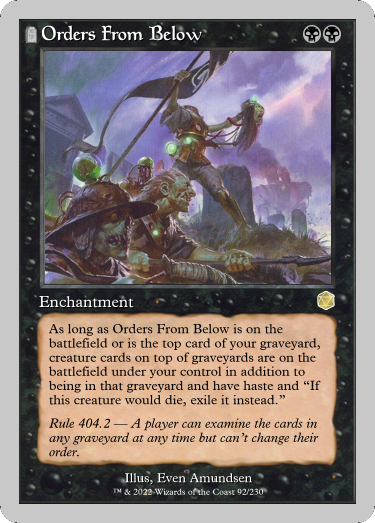 Orders From Below
Enchantment
As long as Orders From Below is on the
battlefield or is the top card of your graveyard,
creature cards on top of graveyards are on the
battlefield under your control in addition to
being in that graveyard and have haste and “If
this creature would die, exile it instead.”
Rule 404.2 — A player can examine the cards in
any graveyard at any time but can’t change their
order.
Illus, Even Amundsen
™ & 2022 Wizards of the Coast 92/230